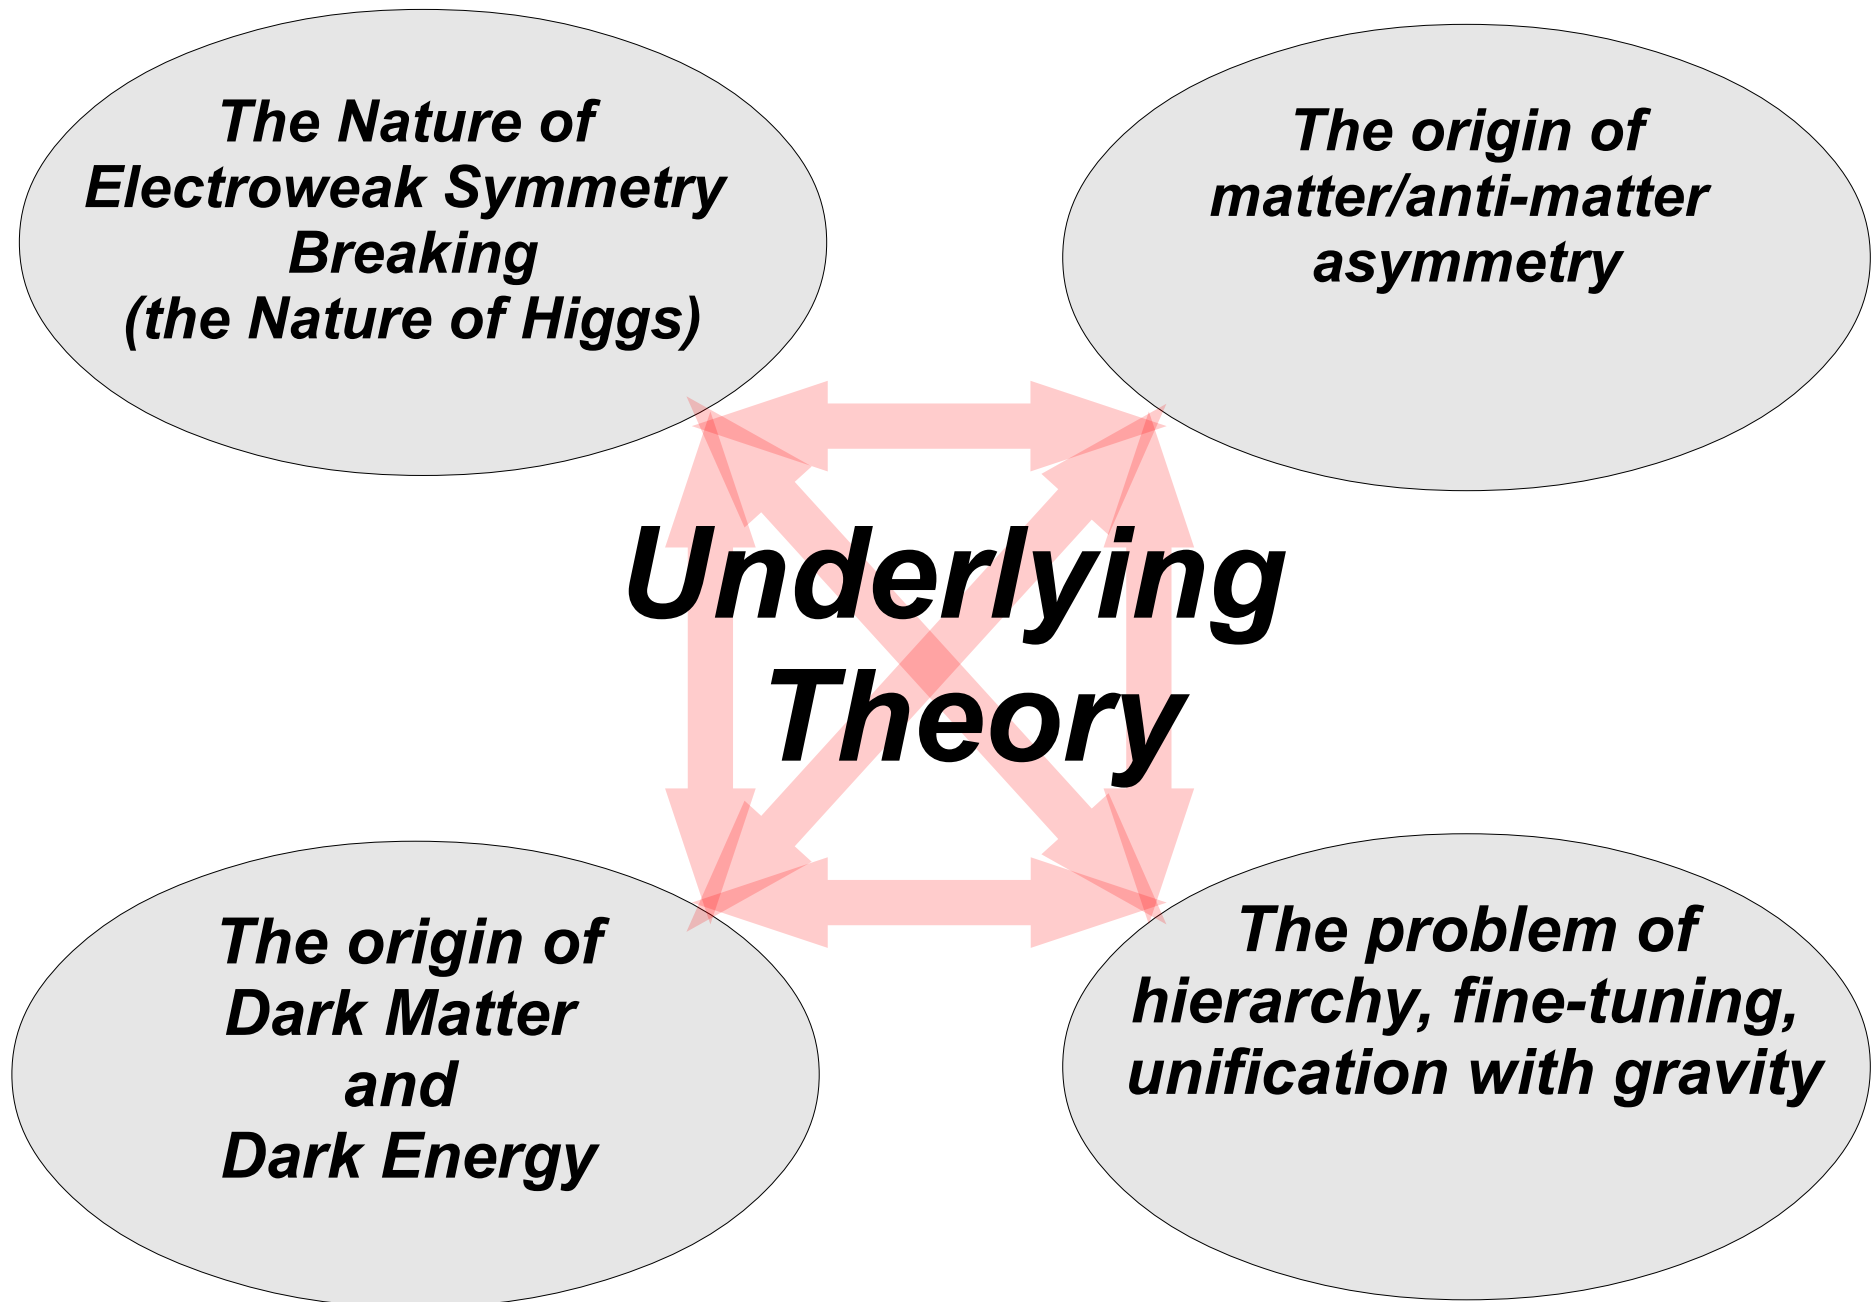 The Nature of
Electroweak Symmetry
Breaking
(the Nature of Higgs)
The origin of
matter/anti-matter
asymmetry
Underlying
Theory
The origin of
Dark Matter
and
Dark Energy
The problem of
hierarchy, fine-tuning,
unification with gravity